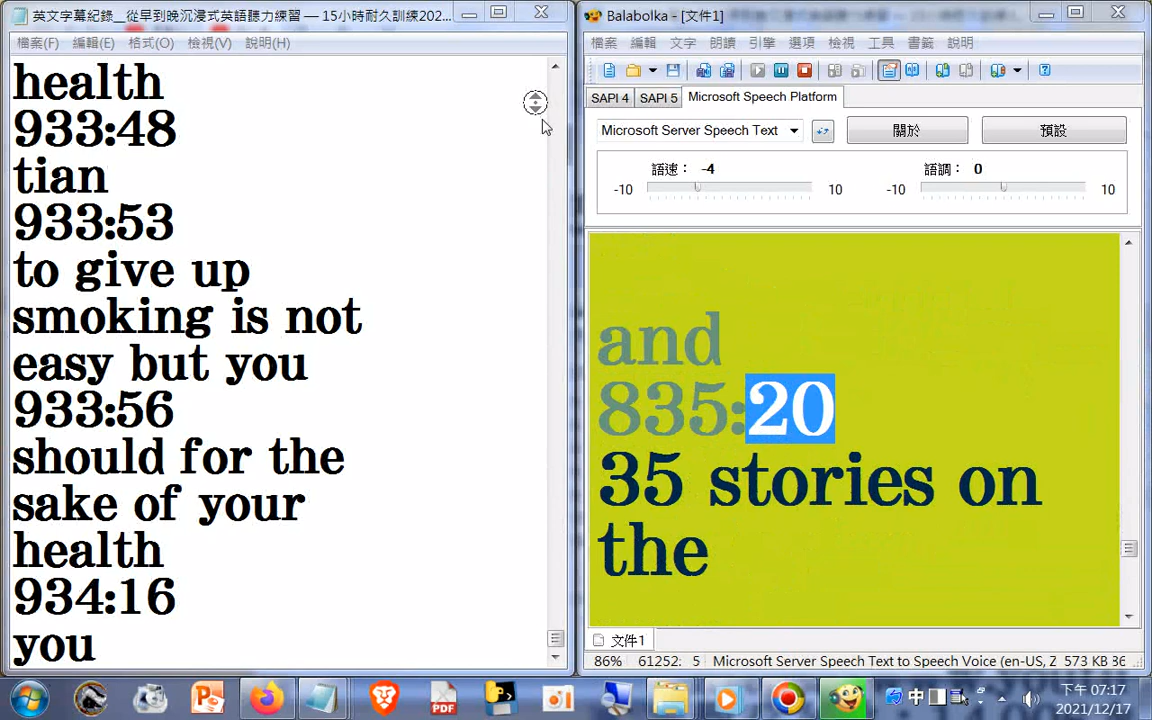 英文字幕紀錄__從早到晚沉浸式英語聽力練習 — 15小時耐久訓練202...
檔案(F) 編輯(E) 格式(O) 檢視(V) 說明(H)
health
933:48
tian
933:53
to give up
smoking is not
easy but you
933:56
should for the
sake of your
health
934:16
you
Balabolka - [文件1]
檔案 編輯 文字 朗讀 引擎 選項 檢視 工具 書籤 說明
SAPI 4 SAPI 5 Microsoft Speech Platform
Microsoft Server Speech Text 關於 預設
語速： -4 語調： 0
-10 10 -10 10
and
835:20
35 stories on
the
文件1
86% 61252: 5 Microsoft Server Speech Text to Speech Voice (en-US, Z 573 KB 36
中 下午 07:17
2021/12/17